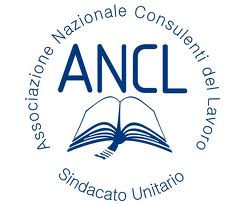 Associazione Nazionale Consulenti del Lavoro
ANCL
Sindacato Unitario